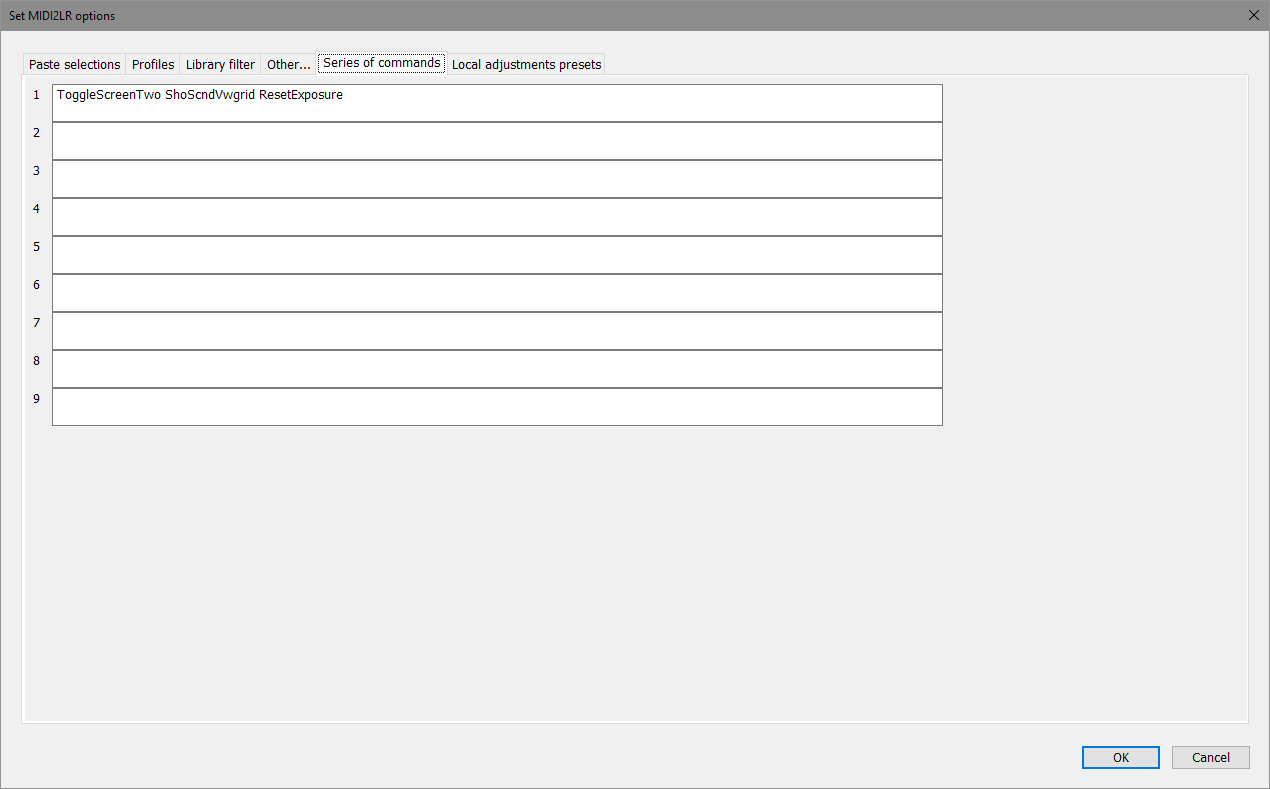 Set MIDI2LR options
Paste selections Profiles Library filter Other... Series of commands Local adjustments presets
1 ToggleScreenTwo ShoScndVwgrid ResetExposure
2
3
4
5
6
7
8
9
OK Cancel